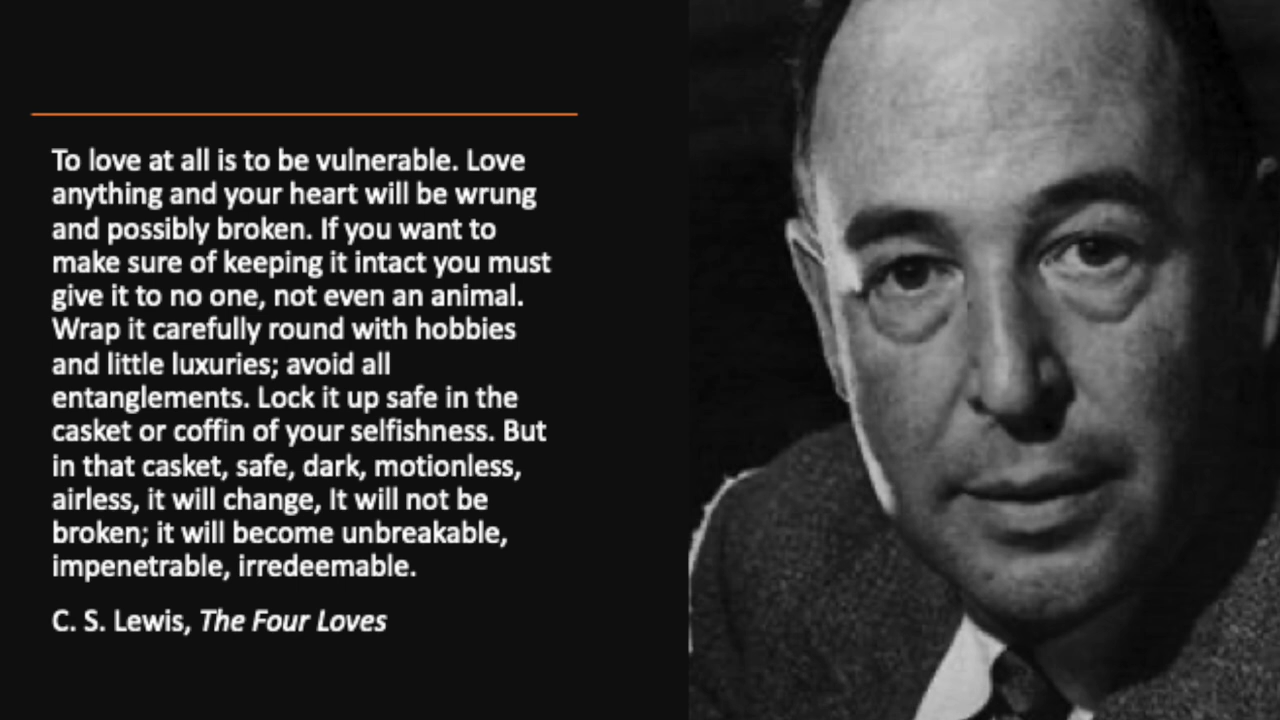 To love at all is to be vulnerable. Love
anything and your heart will be wrung
and possibly broken. If you want to
make sure of keeping it intact you must
give it to no one, not even an animal.
Wrap it carefully round with hobbies
and little luxuries; avoid all
entanglements. Lock it up safe in the
casket or coffin of your selfishness. But
in that casket, safe, dark, motionless,
airless, it will change, It will not be
broken; it will become unbreakable,
impenetrable, irredeemable.
C. S. Lewis, The Four Loves